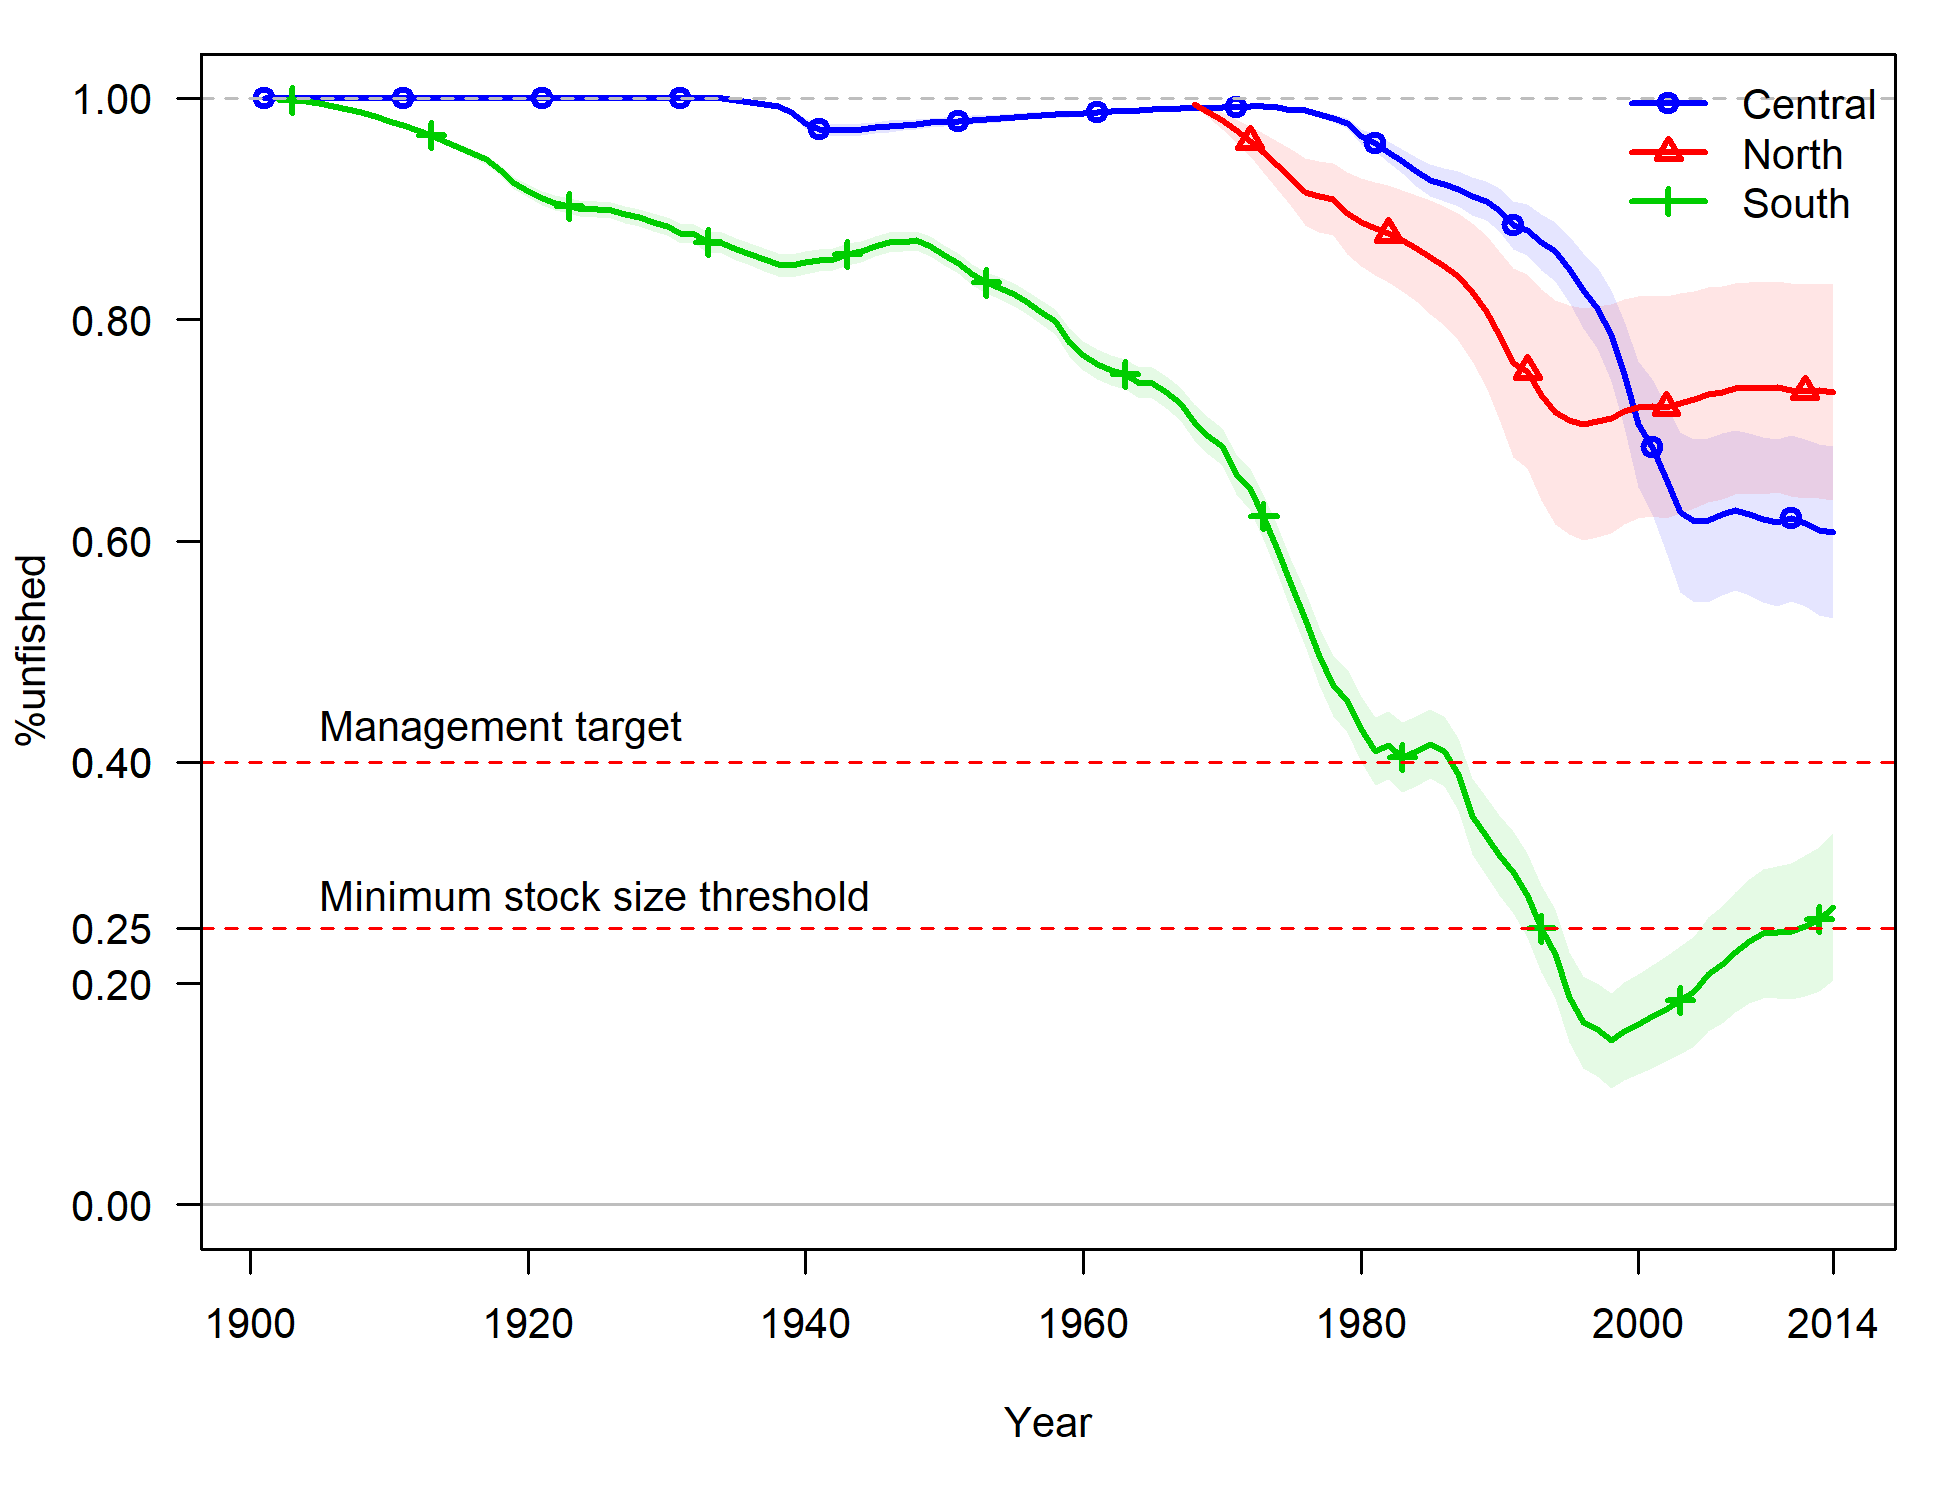 1.00
0.80
0.60
0.40
0.25
0.20
0.00
%unfished
Central
North
South
Management target
Minimum stock size threshold
1900 1920 1940 1960 1980 2000 2014
Year